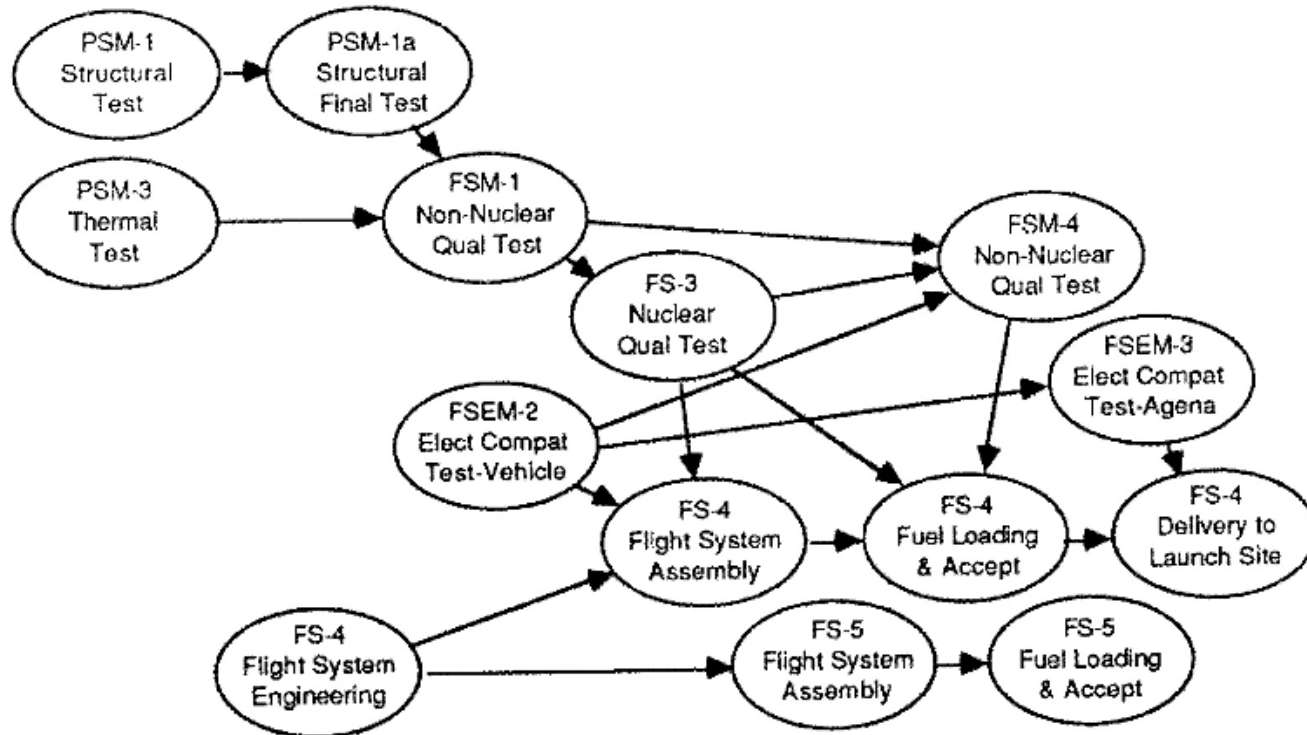 PSM-1
Structural
Test
PSM-1a
Structural
Final Test
PSM-3
Thermal
Test
FSM-1
Non-Nuclear
Qual Test
FSM-4
Non-Nuclear
Qual Test
FS-3
Nuclear
Qual Test
FSEM-3
Elect Compat
Test-Agena
FSEM-2
Elect Compat
Test-Vehicle
FS-4
Flight System
Assembly
FS-4
Fuel Loading
& Accept
FS-4
Delivery to
Launch Site
FS-4
Flight System
Engineering
FS-5
Flight System
Assembly
FS-5
Fuel Loading
& Accept